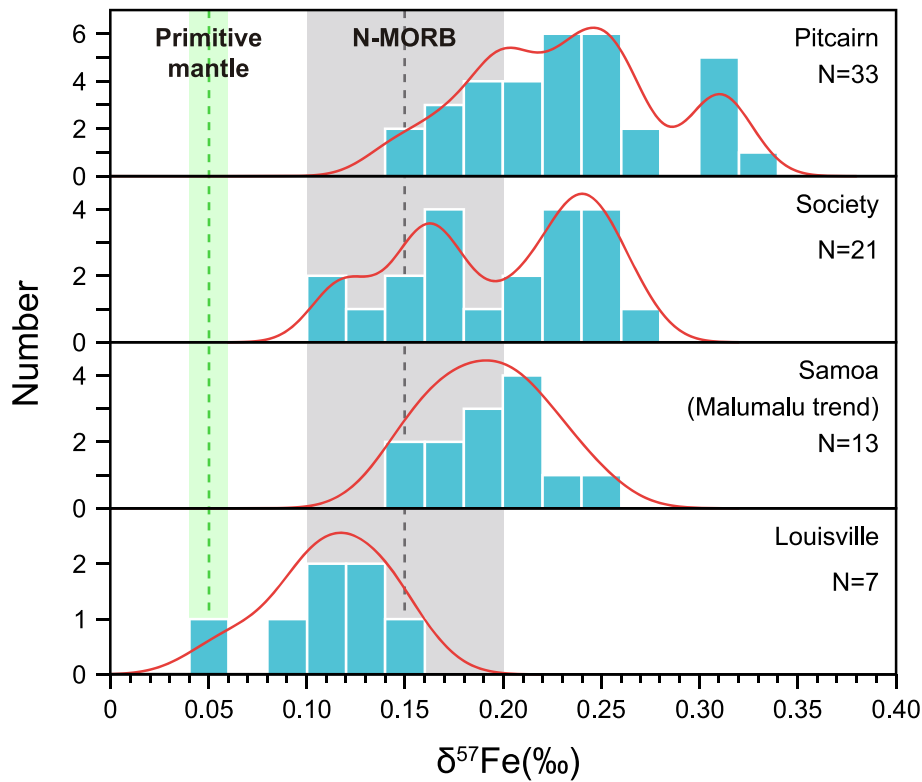 Primitive
mantle
N-MORB
Pitcairn
N=33
6
4
2
0
Society
N=21
4
2
0
Samoa
(Malumalu trend)
N=13
4
2
0
Louisville
N=7
2
1
0
Number
0 0.05 0.10 0.15 0.20 0.25 0.30 0.35 0.40
δ⁵⁷Fe(‰)